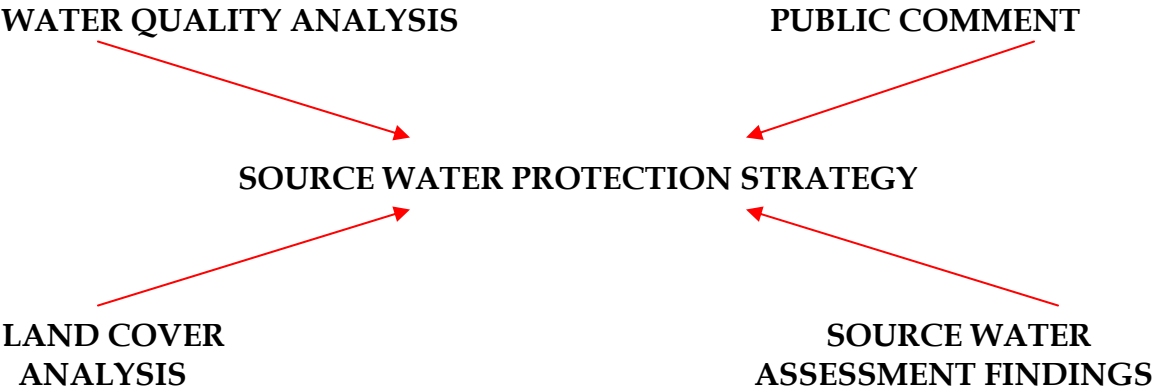 WATER QUALITY ANALYSIS
PUBLIC COMMENT
SOURCE WATER PROTECTION STRATEGY
LAND COVER
ANALYSIS
SOURCE WATER
ASSESSMENT FINDINGS